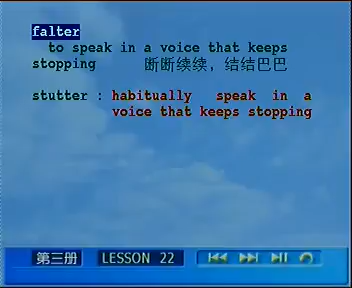 falter
to speak in a voice that keeps
stopping 断断续续，结结巴巴
stutter : habitually speak in a
voice that keeps stopping
第三册 LESSON 22